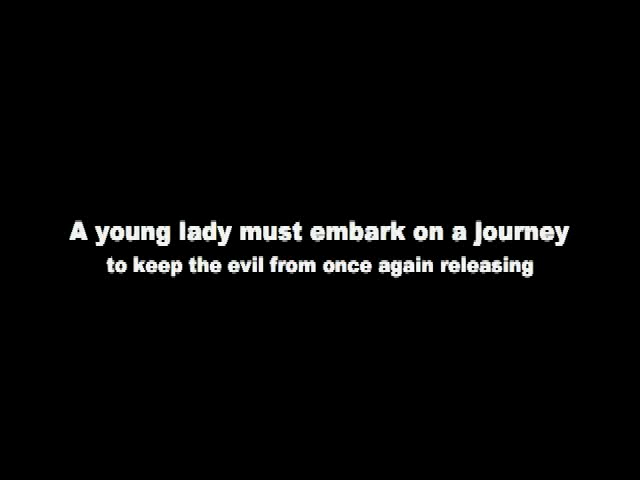 A young lady must embark on a journey
to keep the evil from once again releasing